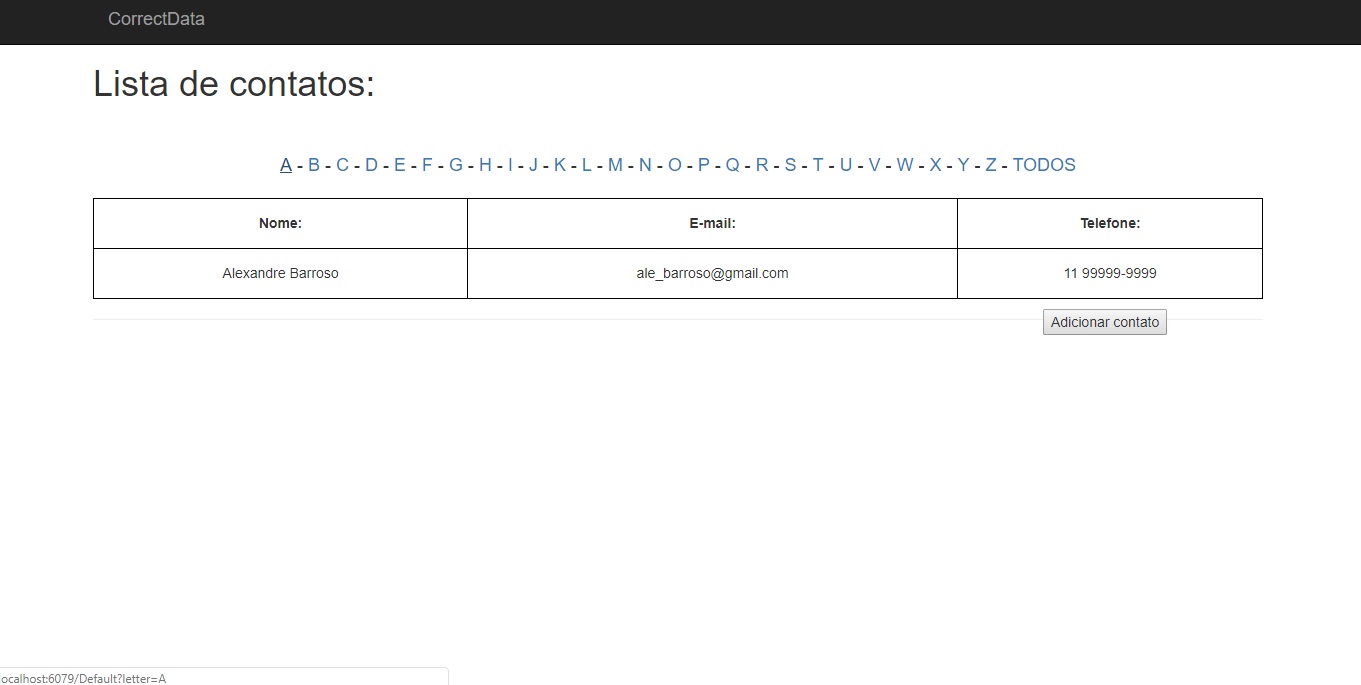 CorrectData
Lista de contatos:
A - B - C - D - E - F - G - H - I - J - K - L - M - N - O - P - Q - R - S - T - U - V - W - X - Y - Z - TODOS
Nome: E-mail: Telefone:
Alexandre Barroso ale_barroso@gmail.com 11 99999-9999
Adicionar contato
ocalhost:6079/Default?letter=A